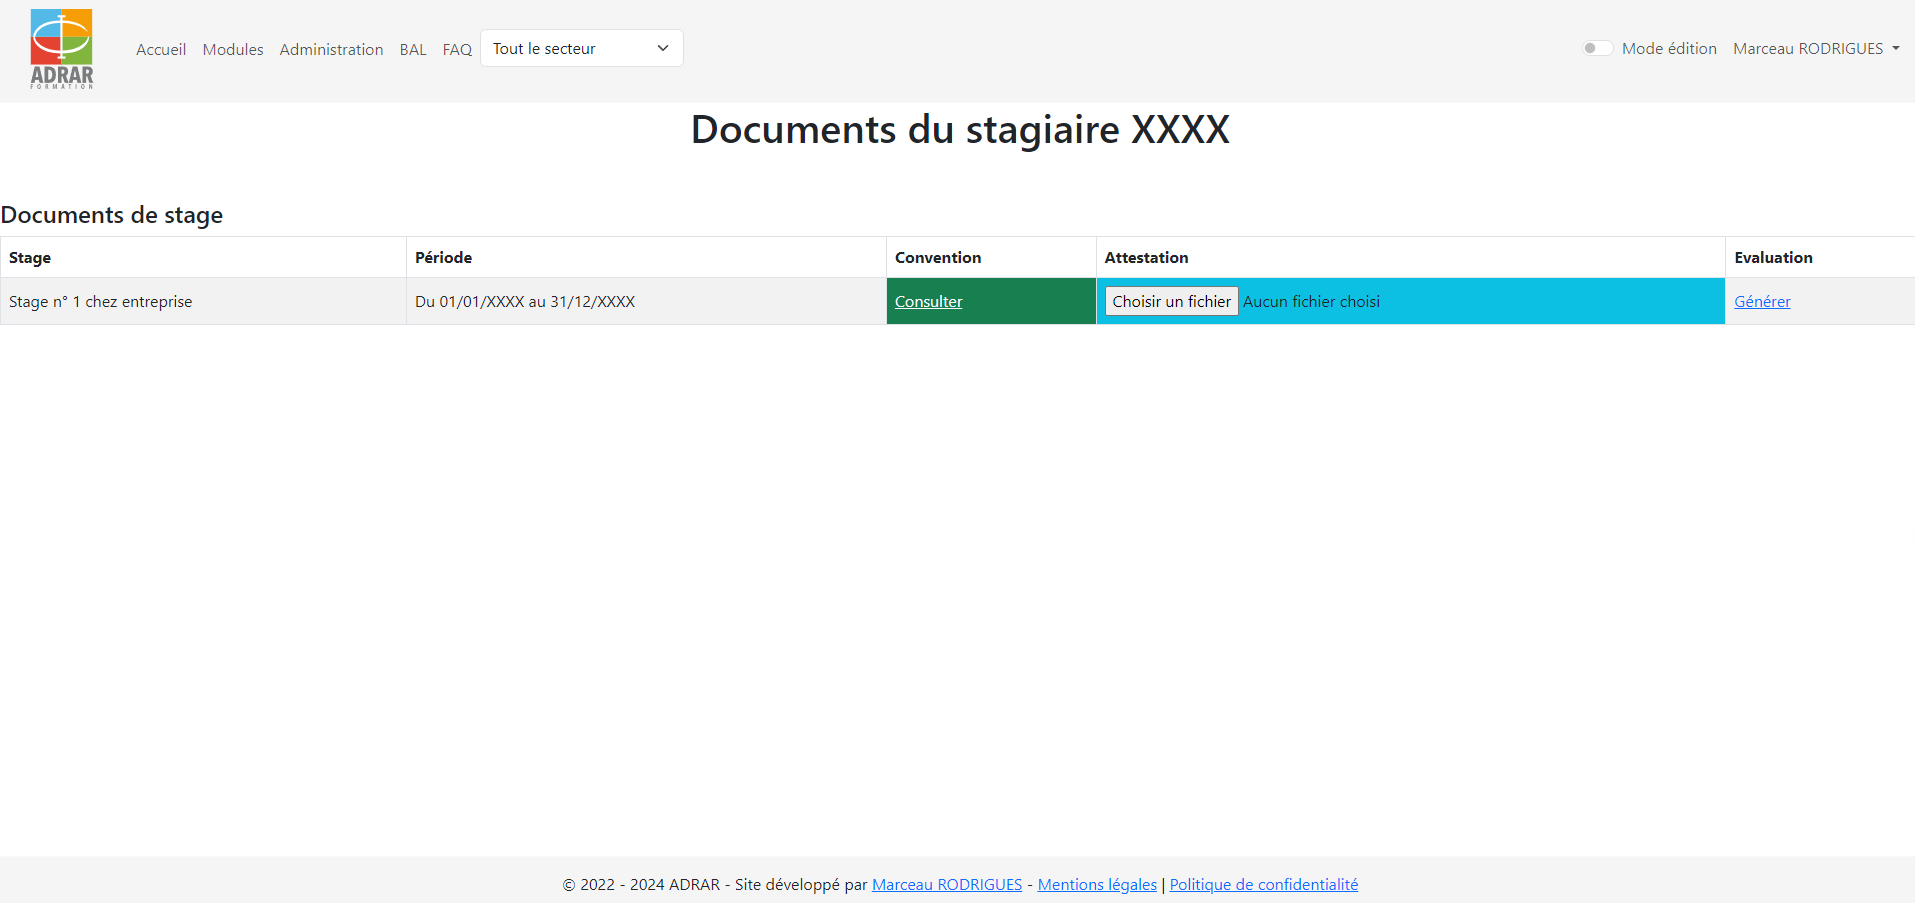 ADRAR
FORMATION
Accueil Modules Administration BAL FAQ Tout le secteur Mode édition Marceau RODRIGUES
Documents du stagiaire XXXX
Documents de stage
Stage Période Convention Attestation Evaluation
Stage n° 1 chez entreprise Du 01/01/XXXX au 31/12/XXXX Consulter Choisir un fichier Aucun fichier choisi Générer
© 2022 - 2024 ADRAR - Site développé par Marceau RODRIGUES - Mentions légales | Politique de confidentialité